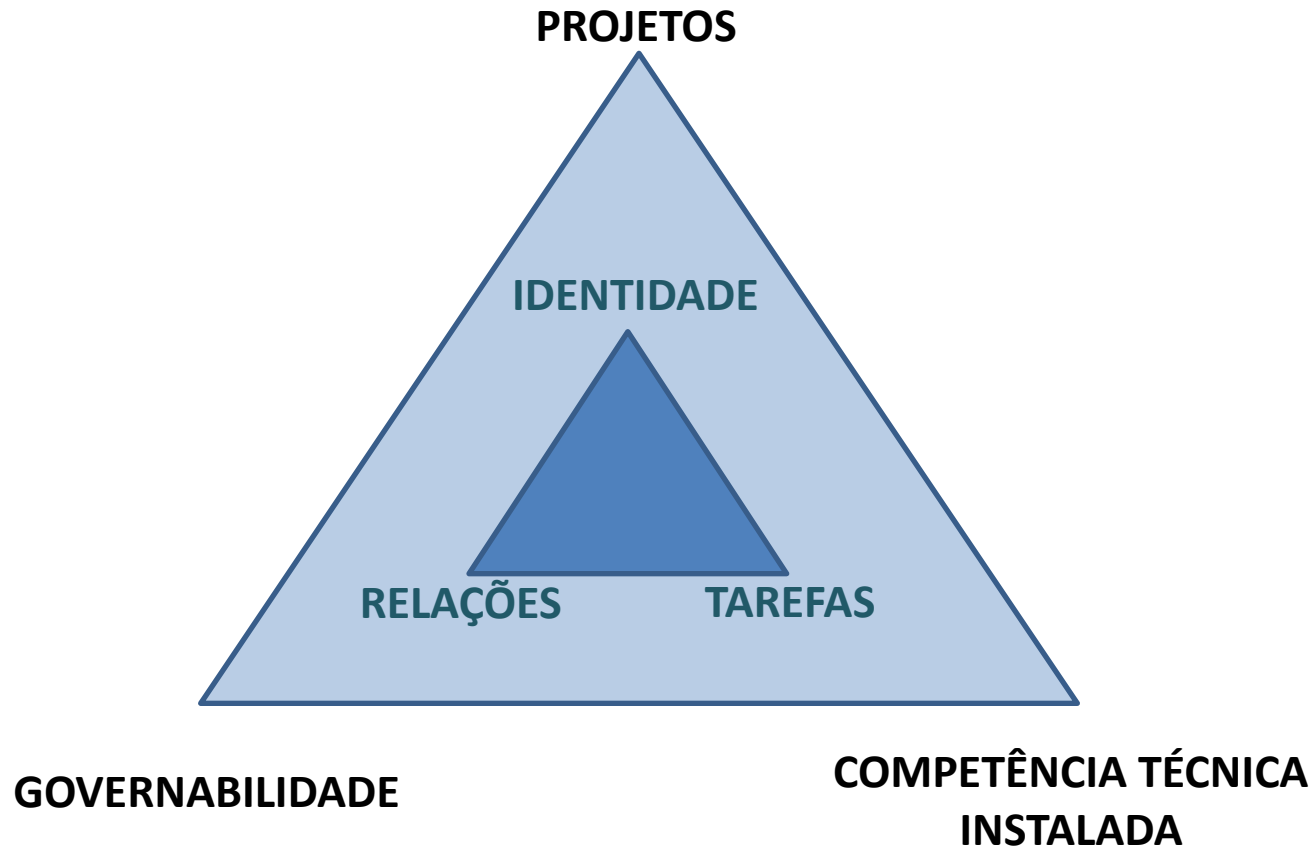 PROJETOS
IDENTIDADE
RELAÇÕES
TAREFAS
GOVERNABILIDADE
COMPETÊNCIA TÉCNICA
INSTALADA